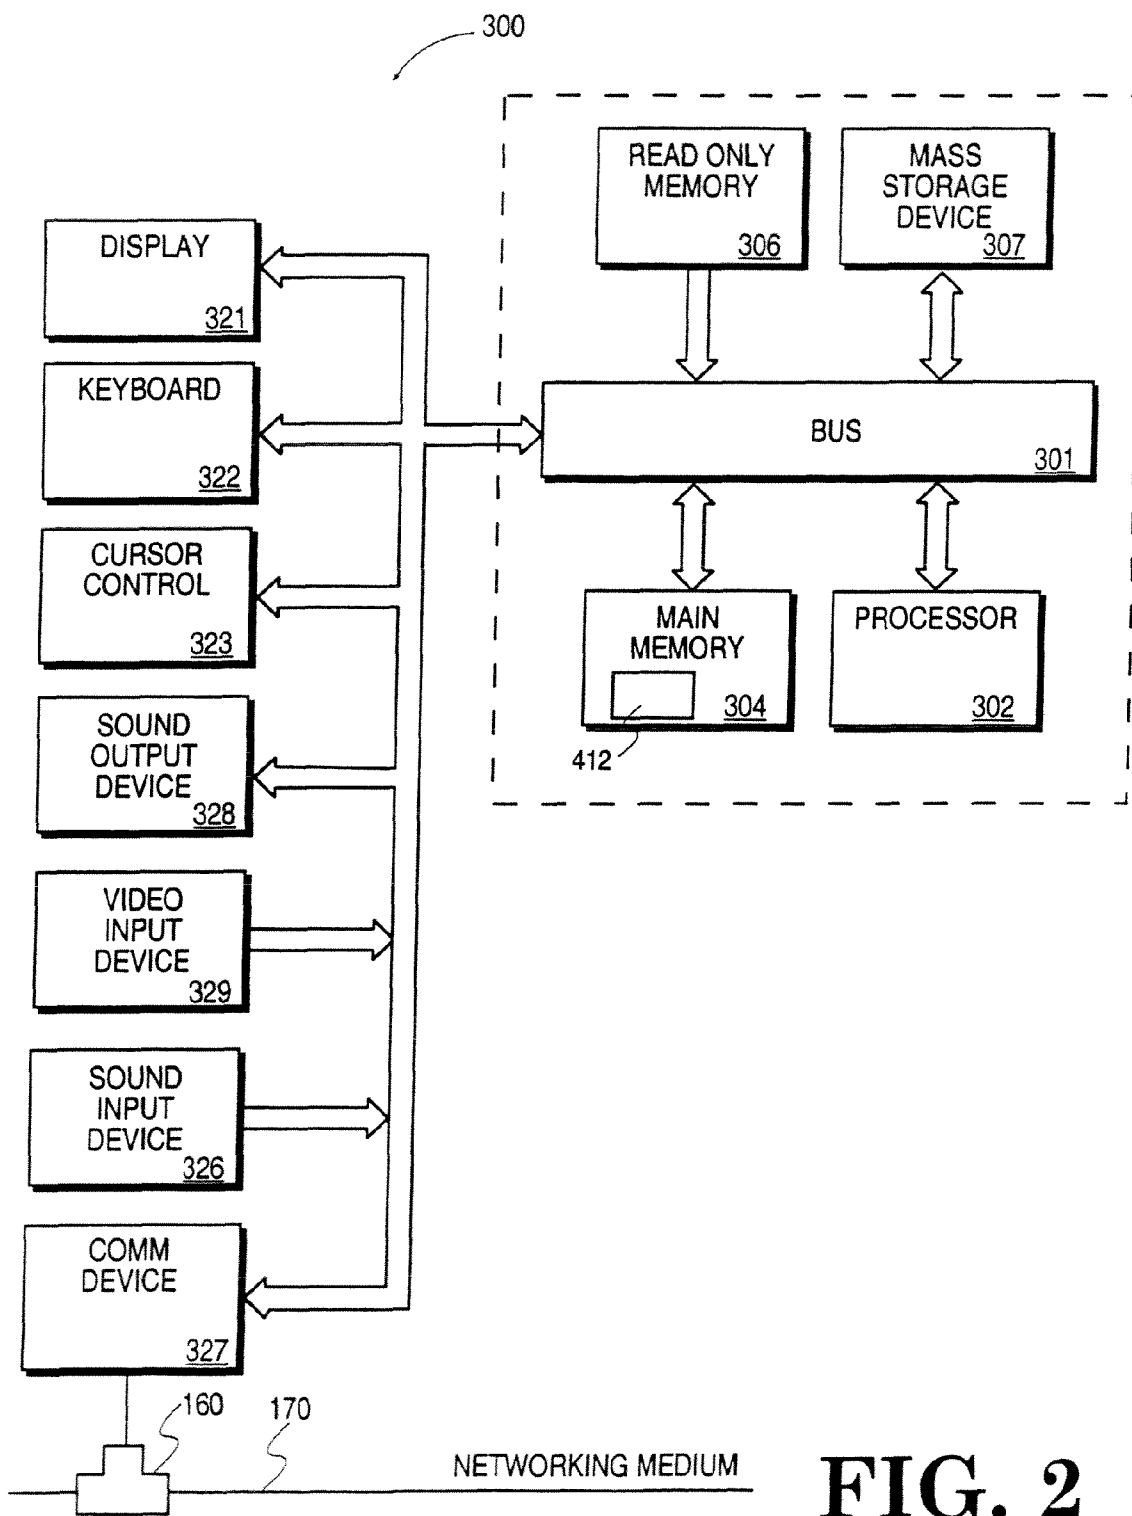 300
READ ONLY
MEMORY
306
MASS
STORAGE
DEVICE
307
DISPLAY
321
KEYBOARD
322
BUS
301
CURSOR
CONTROL
323
MAIN
MEMORY
304
412
PROCESSOR
302
SOUND
OUTPUT
DEVICE
328
VIDEO
INPUT
DEVICE
329
SOUND
INPUT
DEVICE
326
COMM
DEVICE
327
160
170
NETWORKING MEDIUM
FIG. 2